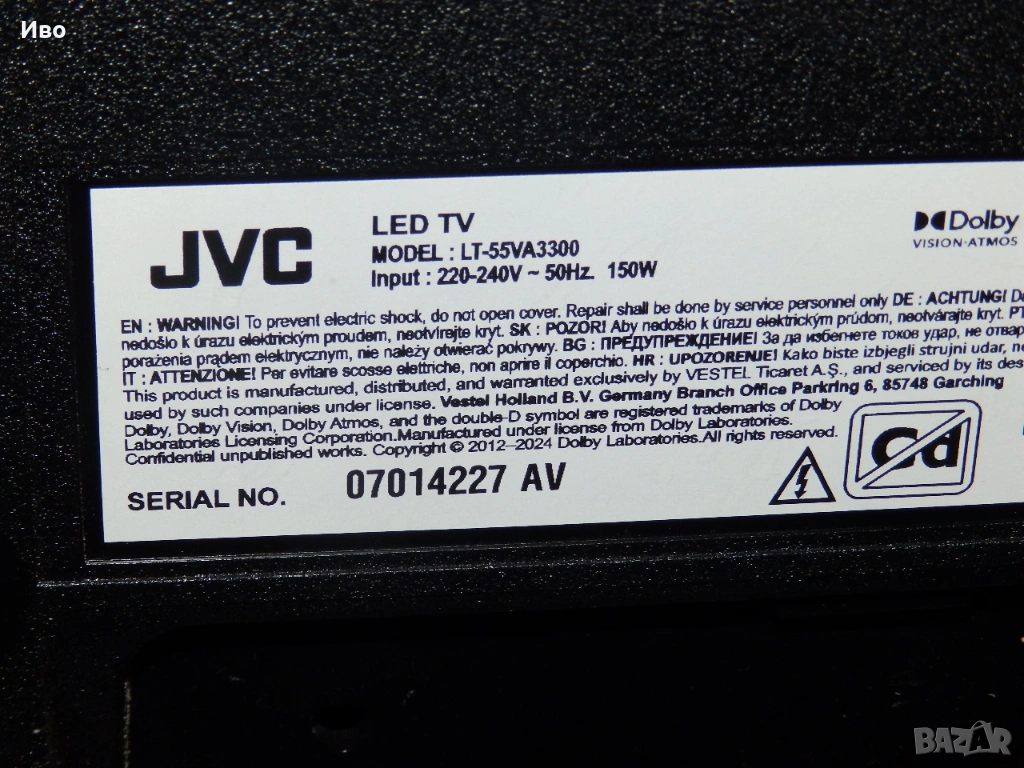 Иво
JVC
LED TV
MODEL : LT-55VA3300
Input : 220-240V ~ 50Hz. 150W
Dolby
VISION·ATMOS
EN : WARNING! To prevent electric shock, do not open cover. Repair shall be done by service personnel only DE : ACHTUNG!
nedošlo k úrazu elektrickým proudem, neotvírejte kryt. SK : POZOR! Aby nedošlo k úrazu elektrickým prúdom, neotvárajte kryt. PT
porażenia prądem elektrycznym, nie należy otwierać pokrywy. BG : ПРЕДУПРЕЖДЕНИЕ! За да избегнете токов удар, не
IT : ATTENZIONE! Per evitare scosse elettriche, non aprire il coperchio. HR : UPOZORENJE! Kako biste izbjegli strujni udar,
This product is manufactured, distributed, and warranted exclusively by VESTEL Ticaret A.Ş., and serviced by its
used by such companies under license. Vestel Holland B.V. Germany Branch Office Parkring 6, 85748 Garching
Dolby, Dolby Vision, Dolby Atmos, and the double-D symbol are registered trademarks of Dolby
Laboratories Licensing Corporation.Manufactured under license from Dolby Laboratories.
Confidential unpublished works. Copyright © 2012–2024 Dolby Laboratories.All rights reserved.
Cd
SERIAL NO. 07014227 AV
BAZAR